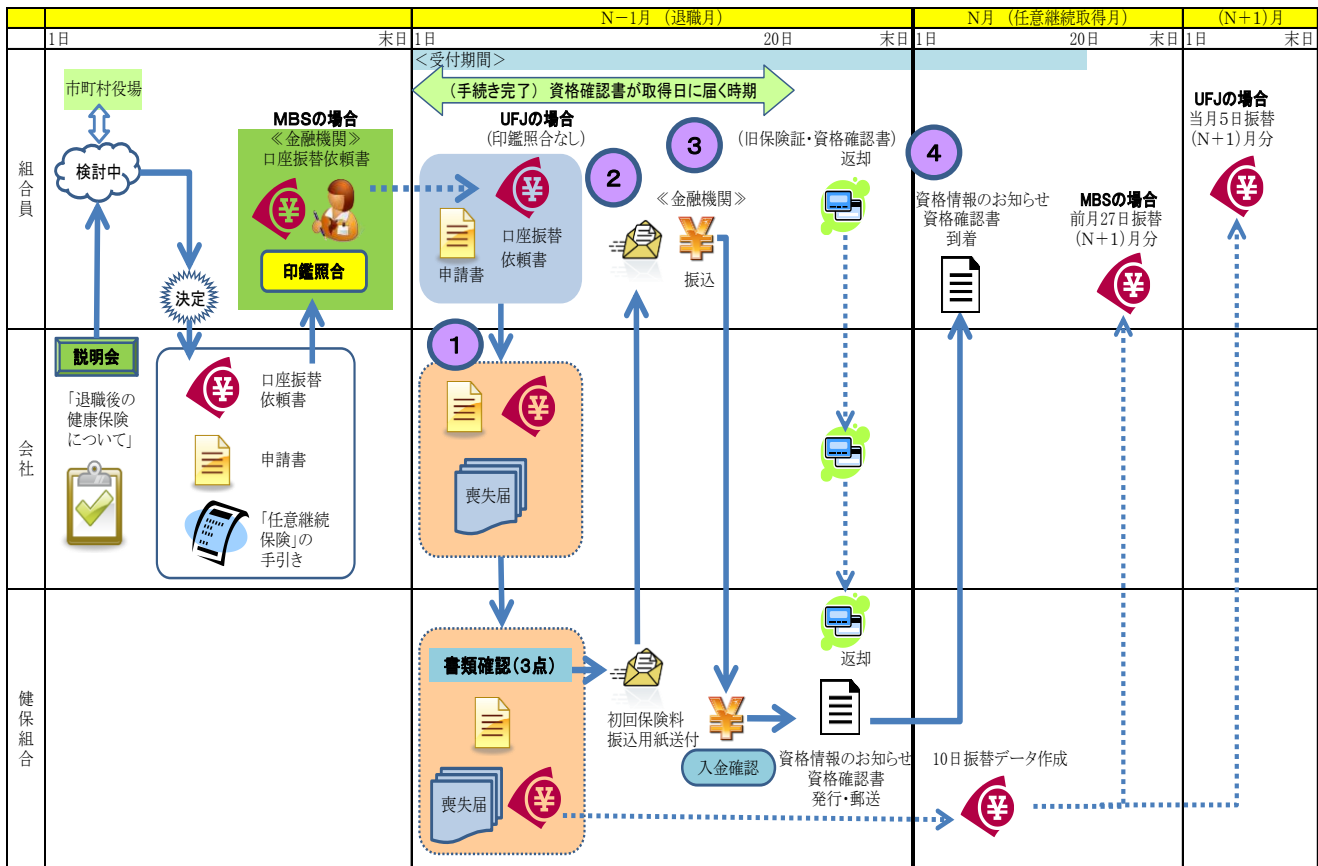 N－1月 （退職月）
N月 （任意継続取得月）
(N＋1)月
1日
末日
1日
20日
末日
1日
20日
末日
1日
末日
組合員
＜受付期間＞
(手続き完了) 資格確認書が取得日に届く時期
市町村役場
検討中
決定
MBSの場合
≪金融機関≫
口座振替依頼書
印鑑照合
UFJの場合
(印鑑照合なし)
申請書
口座振替
依頼書
2
3
≪金融機関≫
振込
(旧保険証・資格確認書)
返却
4
資格情報のお知らせ
資格確認書
到着
MBSの場合
前月27日振替
(N＋1)月分
UFJの場合
当月5日振替
(N＋1)月分
会社
説明会
「退職後の
健康保険
について」
口座振替
依頼書
申請書
「任意継続
保険」の
手引き
1
喪失届
健保組合
書類確認(3点)
喪失届
初回保険料
振込用紙送付
入金確認
返却
資格情報のお知らせ
資格確認書
発行・郵送
10日振替データ作成